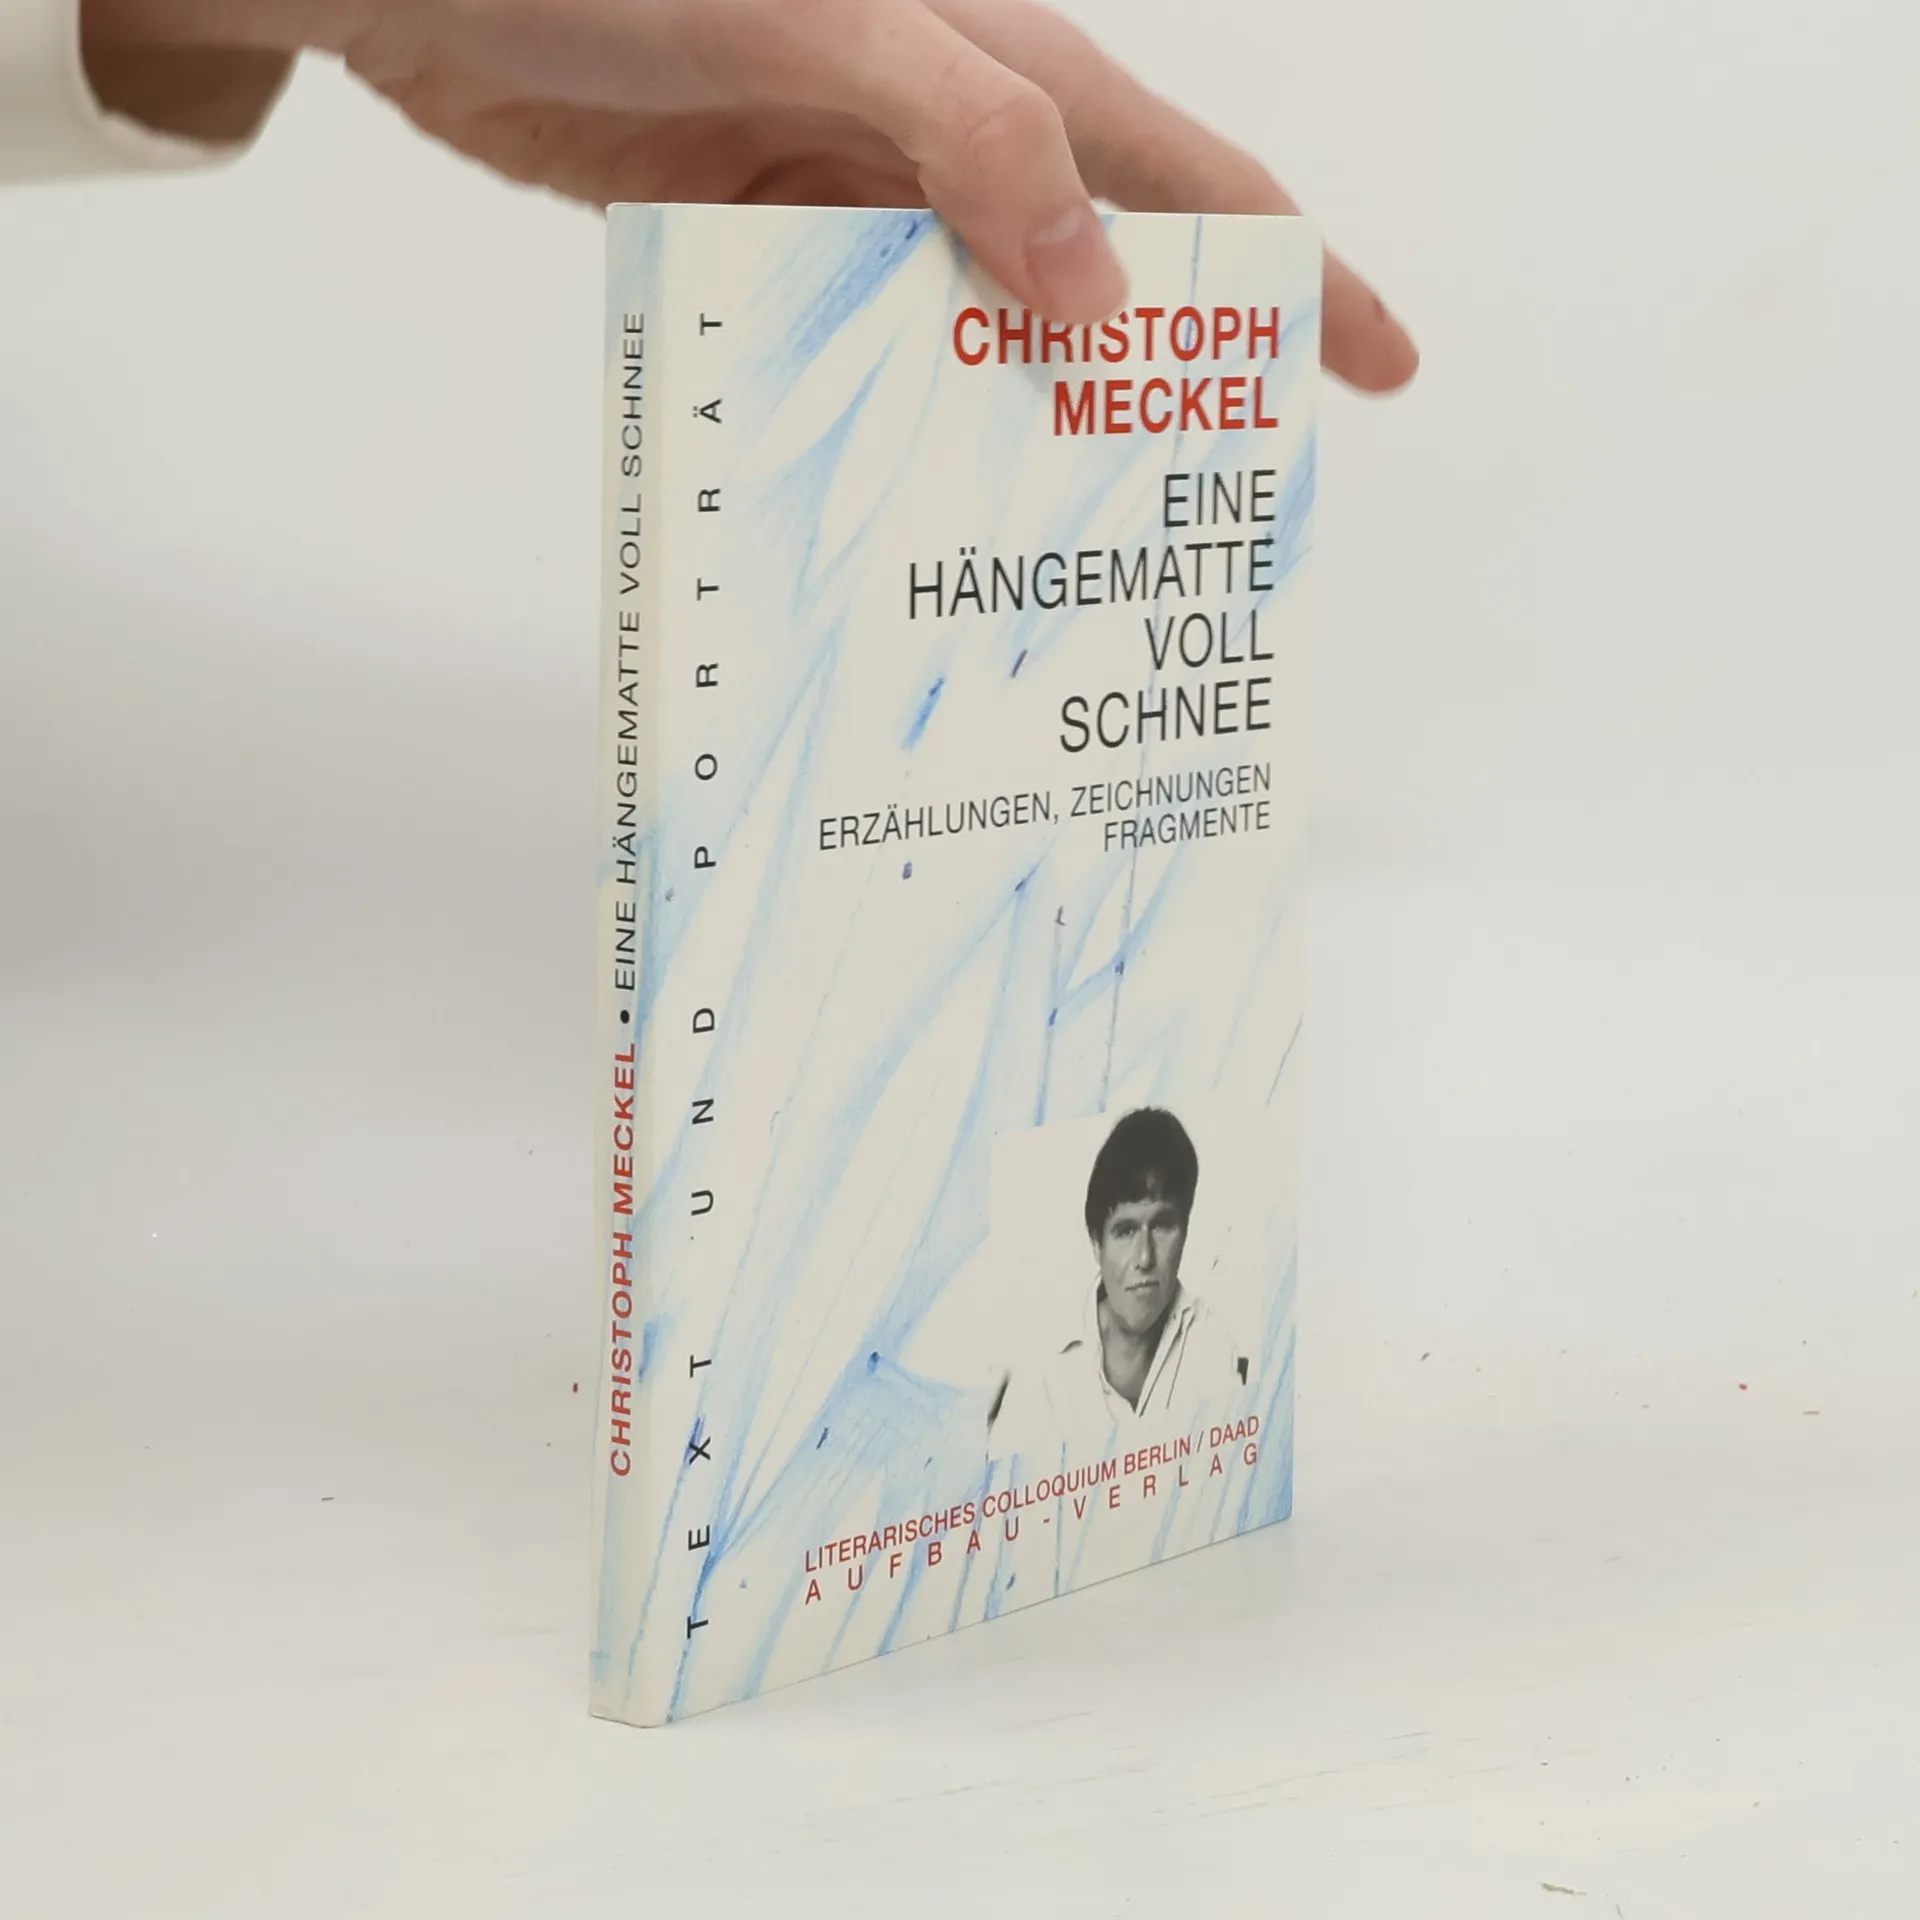 CHRISTOPH MECKEL • EINE HÄNGEMATTE VOLL SCHNEE
TEXT UND PORTRÄT
CHRISTOPH
MECKEL
EINE
HÄNGEMATTE
VOLL
SCHNEE
ERZÄHLUNGEN, ZEICHNUNGEN
FRAGMENTE
LITERARISCHES COLLOQUIUM BERLIN / DAAD
AUFBAU-VERLAG